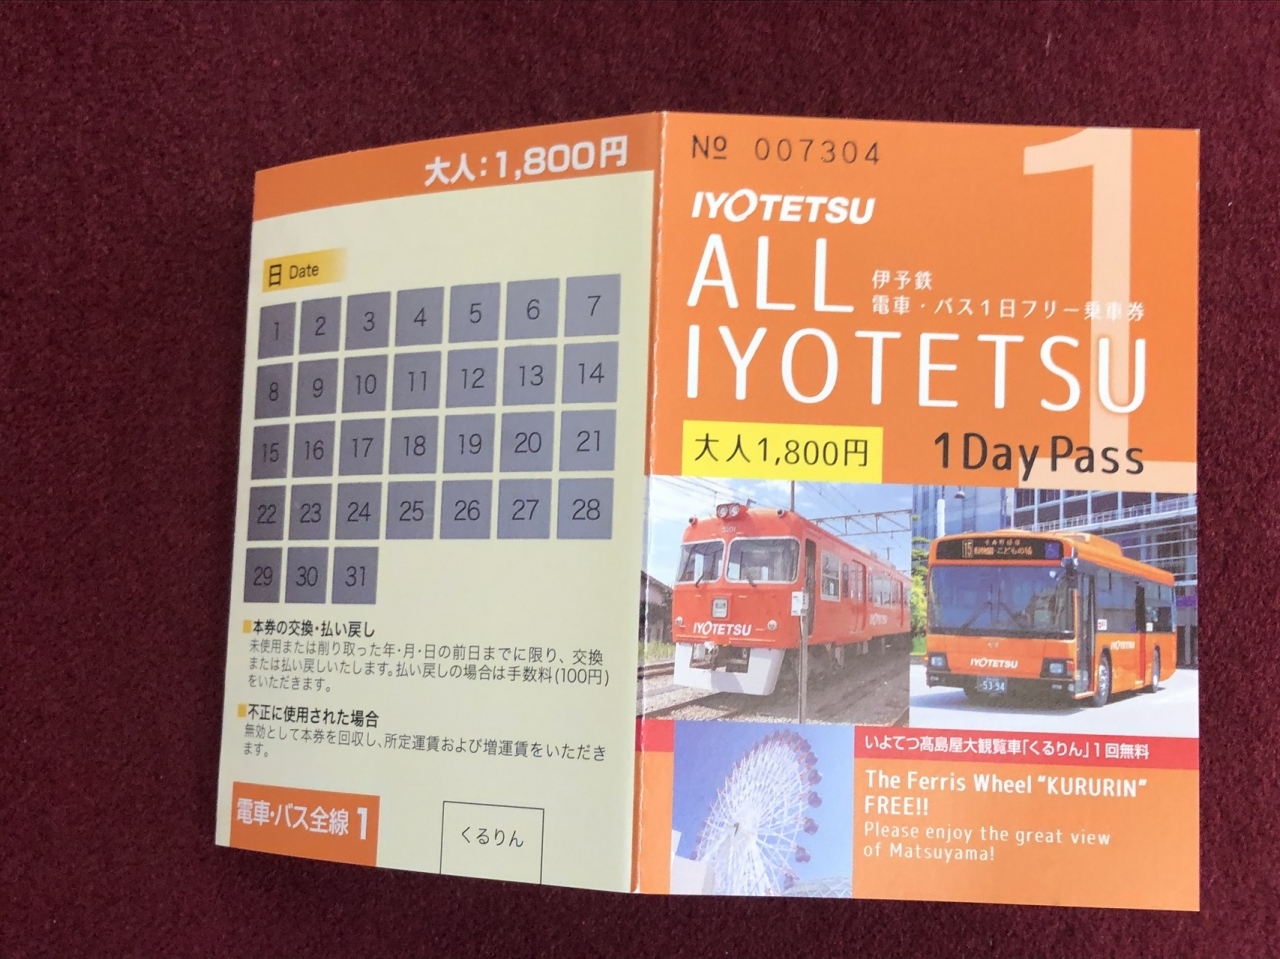 大人:1,800円
日 Date
1 2 3 4 5 6 7
8 9 10 11 12 13 14
15 16 17 18 19 20 21
22 23 24 25 26 27 28
29 30 31
■本券の交換・払い戻し
未使用または削り取った年・月・日の前日までに限り、交換
または払い戻しいたします。払い戻しの場合は手数料(100円)
をいただきます。
■不正に使用された場合
無効として本券を回収し、所定運賃および増運賃をいただき
ます。
電車・バス全線 1
くるりん
№ 007304
1
IYOTETSU
ALL
伊予鉄
電車・バス1日フリー乗車券
IYOTETSU
大人1,800円
1Day Pass
IYOTETSU
IYOTETSU
15
IYOTETSU
IYOTETSU
・53-94
いよてつ髙島屋大観覧車「くるりん」1回無料
The Ferris Wheel "KURURIN"
FREE!!
Please enjoy the great view
of Matsuyama!